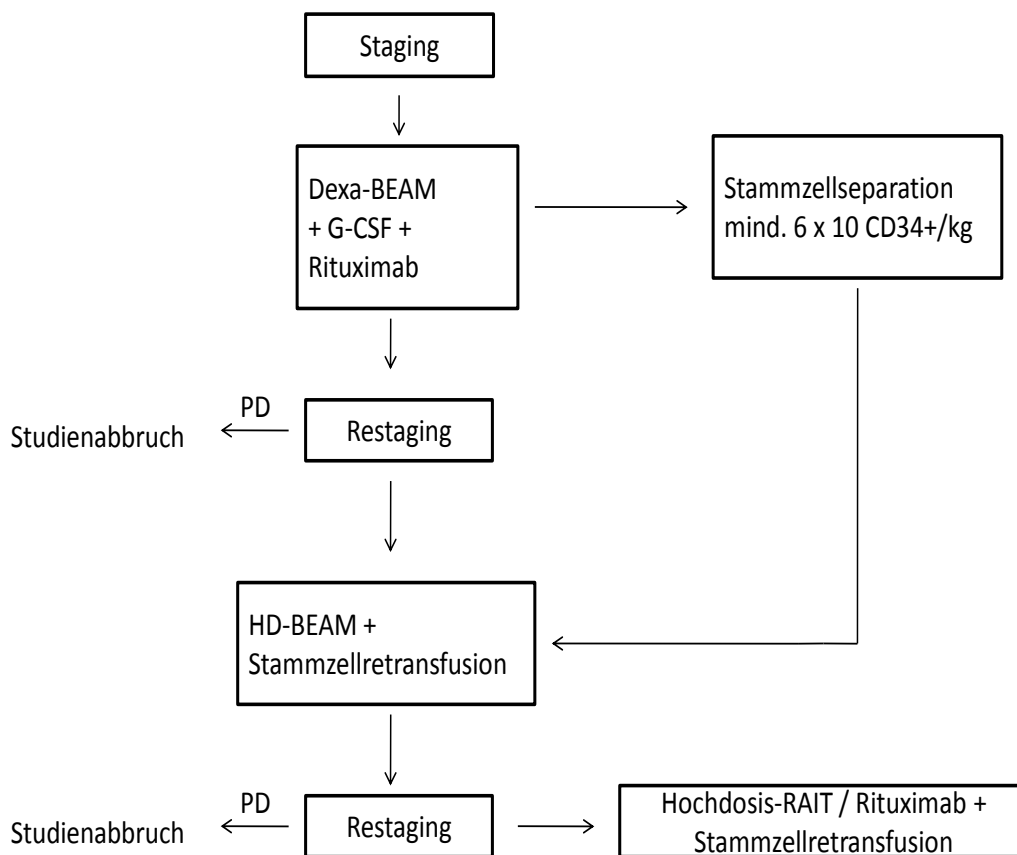 Staging
Dexa-BEAM
+ G-CSF +
Rituximab
Stammzellseparation
mind. 6 x 10 CD34+/kg
PD
Studienabbruch
Restaging
HD-BEAM +
Stammzellretransfusion
PD
Studienabbruch
Restaging
Hochdosis-RAIT / Rituximab +
Stammzellretransfusion